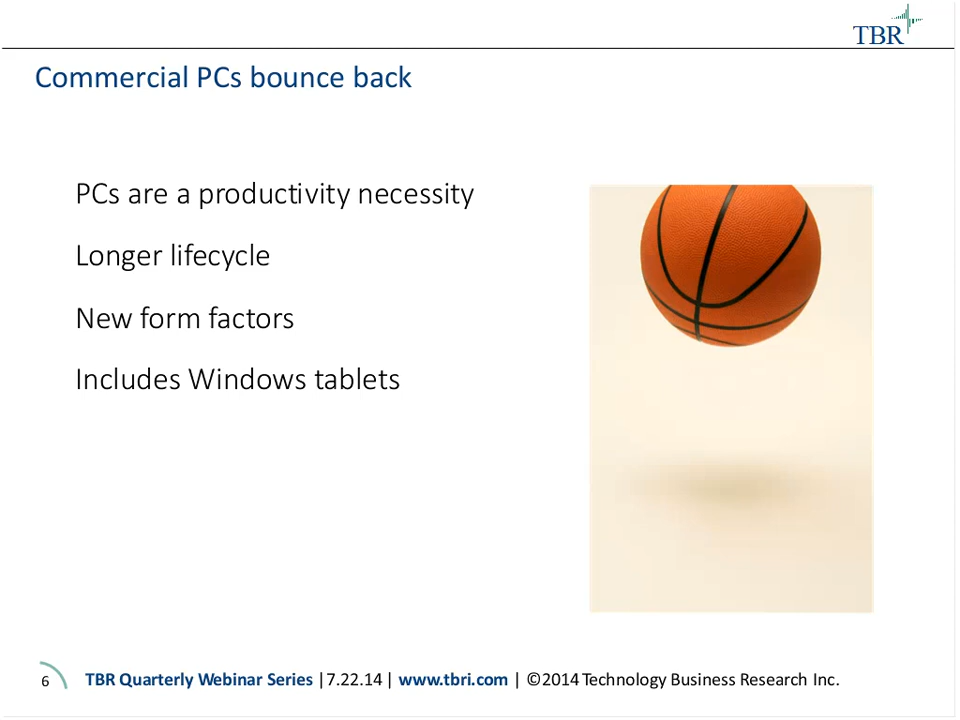 TBR
Commercial PCs bounce back
PCs are a productivity necessity
Longer lifecycle
New form factors
Includes Windows tablets
6 TBR Quarterly Webinar Series |7.22.14 | www.tbri.com | ©2014 Technology Business Research Inc.